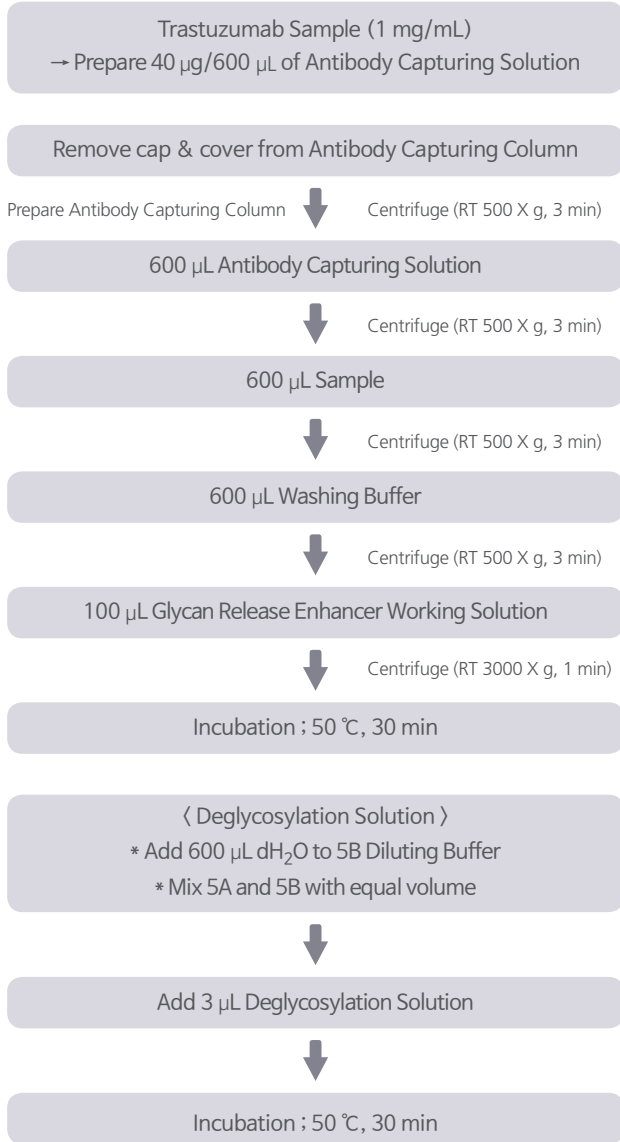 Trastuzumab Sample (1 mg/mL)
→ Prepare 40 μg/600 μL of Antibody Capturing Solution
Remove cap & cover from Antibody Capturing Column
Prepare Antibody Capturing Column Centrifuge (RT 500 X g, 3 min)
600 μL Antibody Capturing Solution
Centrifuge (RT 500 X g, 3 min)
600 μL Sample
Centrifuge (RT 500 X g, 3 min)
600 μL Washing Buffer
Centrifuge (RT 500 X g, 3 min)
100 μL Glycan Release Enhancer Working Solution
Centrifuge (RT 3000 X g, 1 min)
Incubation ; 50 ℃, 30 min
〈 Deglycosylation Solution 〉
* Add 600 μL dH₂O to 5B Diluting Buffer
* Mix 5A and 5B with equal volume
Add 3 μL Deglycosylation Solution
Incubation ; 50 ℃, 30 min